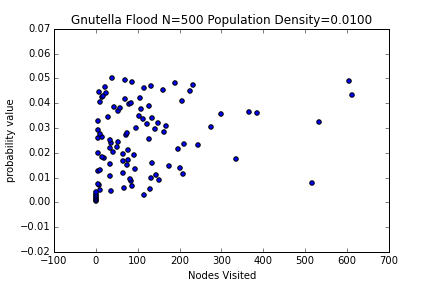 Gnutella Flood N=500 Population Density=0.0100
0.07
0.06
0.05
0.04
0.03
0.02
0.01
0.00
−0.01
−0.02
probability value
−100 0 100 200 300 400 500 600 700
Nodes Visited